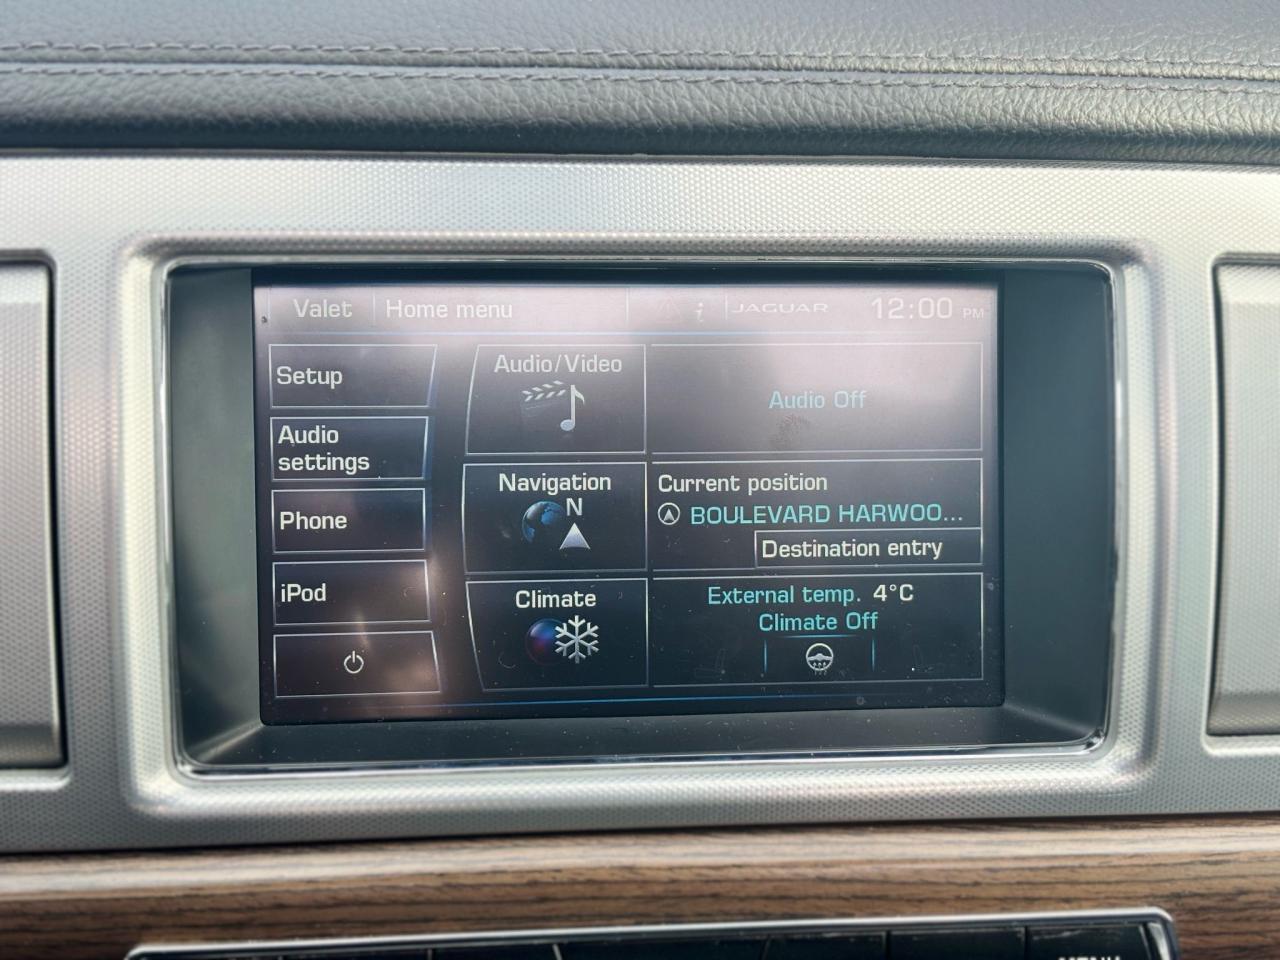 Valet
Home menu
i
JAGUAR
12:00 PM
Setup
Audio
settings
Phone
iPod
Audio/Video
Audio Off
Navigation
N
Current position
BOULEVARD HARWOO...
Destination entry
Climate
External temp. 4°C
Climate Off
MENU